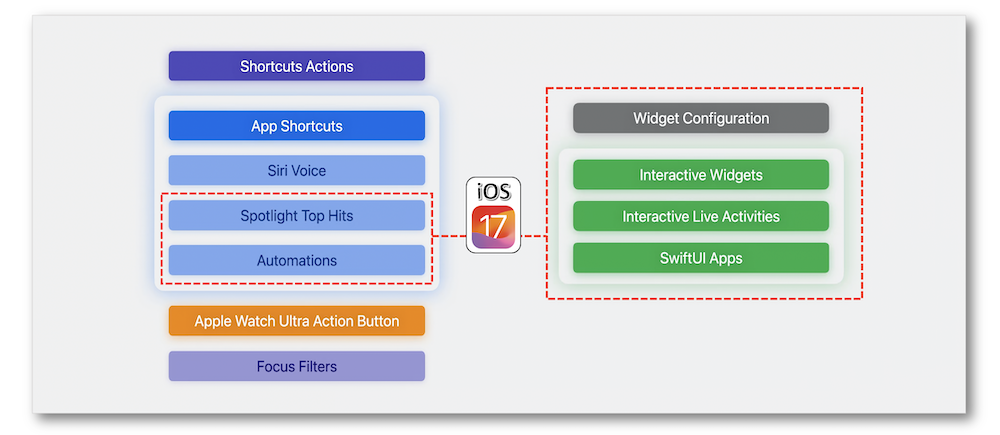 Shortcuts Actions
App Shortcuts
Siri Voice
Spotlight Top Hits
Automations
Apple Watch Ultra Action Button
Focus Filters
iOS
17
Widget Configuration
Interactive Widgets
Interactive Live Activities
SwiftUI Apps